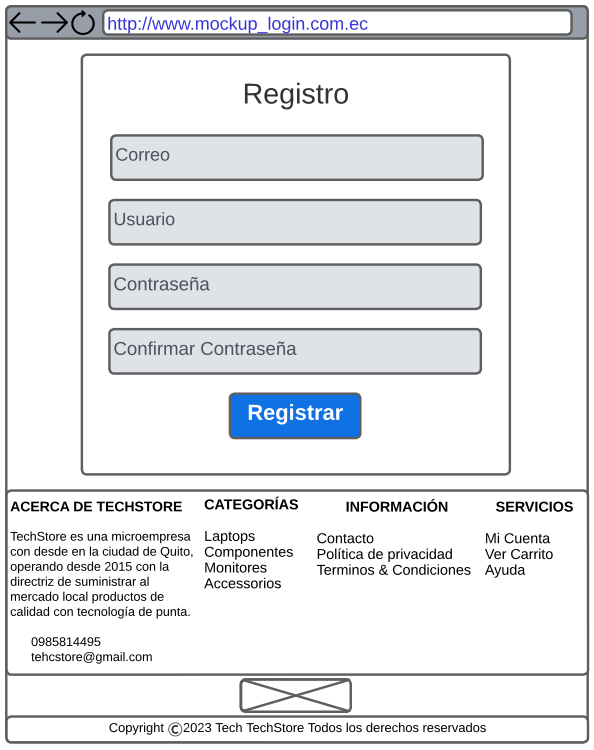 http://www.mockup_login.com.ec
Registro
Correo
Usuario
Contraseña
Confirmar Contraseña
Registrar
ACERCA DE TECHSTORE
TechStore es una microempresa
con desde en la ciudad de Quito,
operando desde 2015 con la
directriz de suministrar al
mercado local productos de
calidad con tecnología de punta.
0985814495
tehcstore@gmail.com
CATEGORÍAS
Laptops
Componentes
Monitores
Accessorios
INFORMACIÓN
Contacto
Política de privacidad
Terminos & Condiciones
SERVICIOS
Mi Cuenta
Ver Carrito
Ayuda
Copyright ©2023 Tech TechStore Todos los derechos reservados